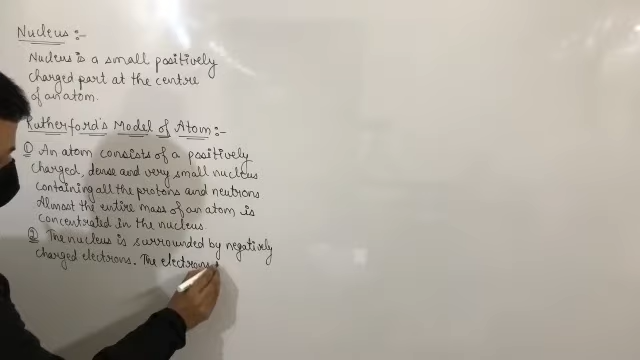 Nucleus :-
Nucleus is a small positively
charged part at the centre
of an atom.
Rutherford's Model of Atom :-
① An atom consists of a positively
charged, dense and very small nucleus
containing all the protons and neutrons
Almost the entire mass of an atom is
concentrated in the nucleus
② The nucleus is surrounded by negatively
charged electrons. The electrons